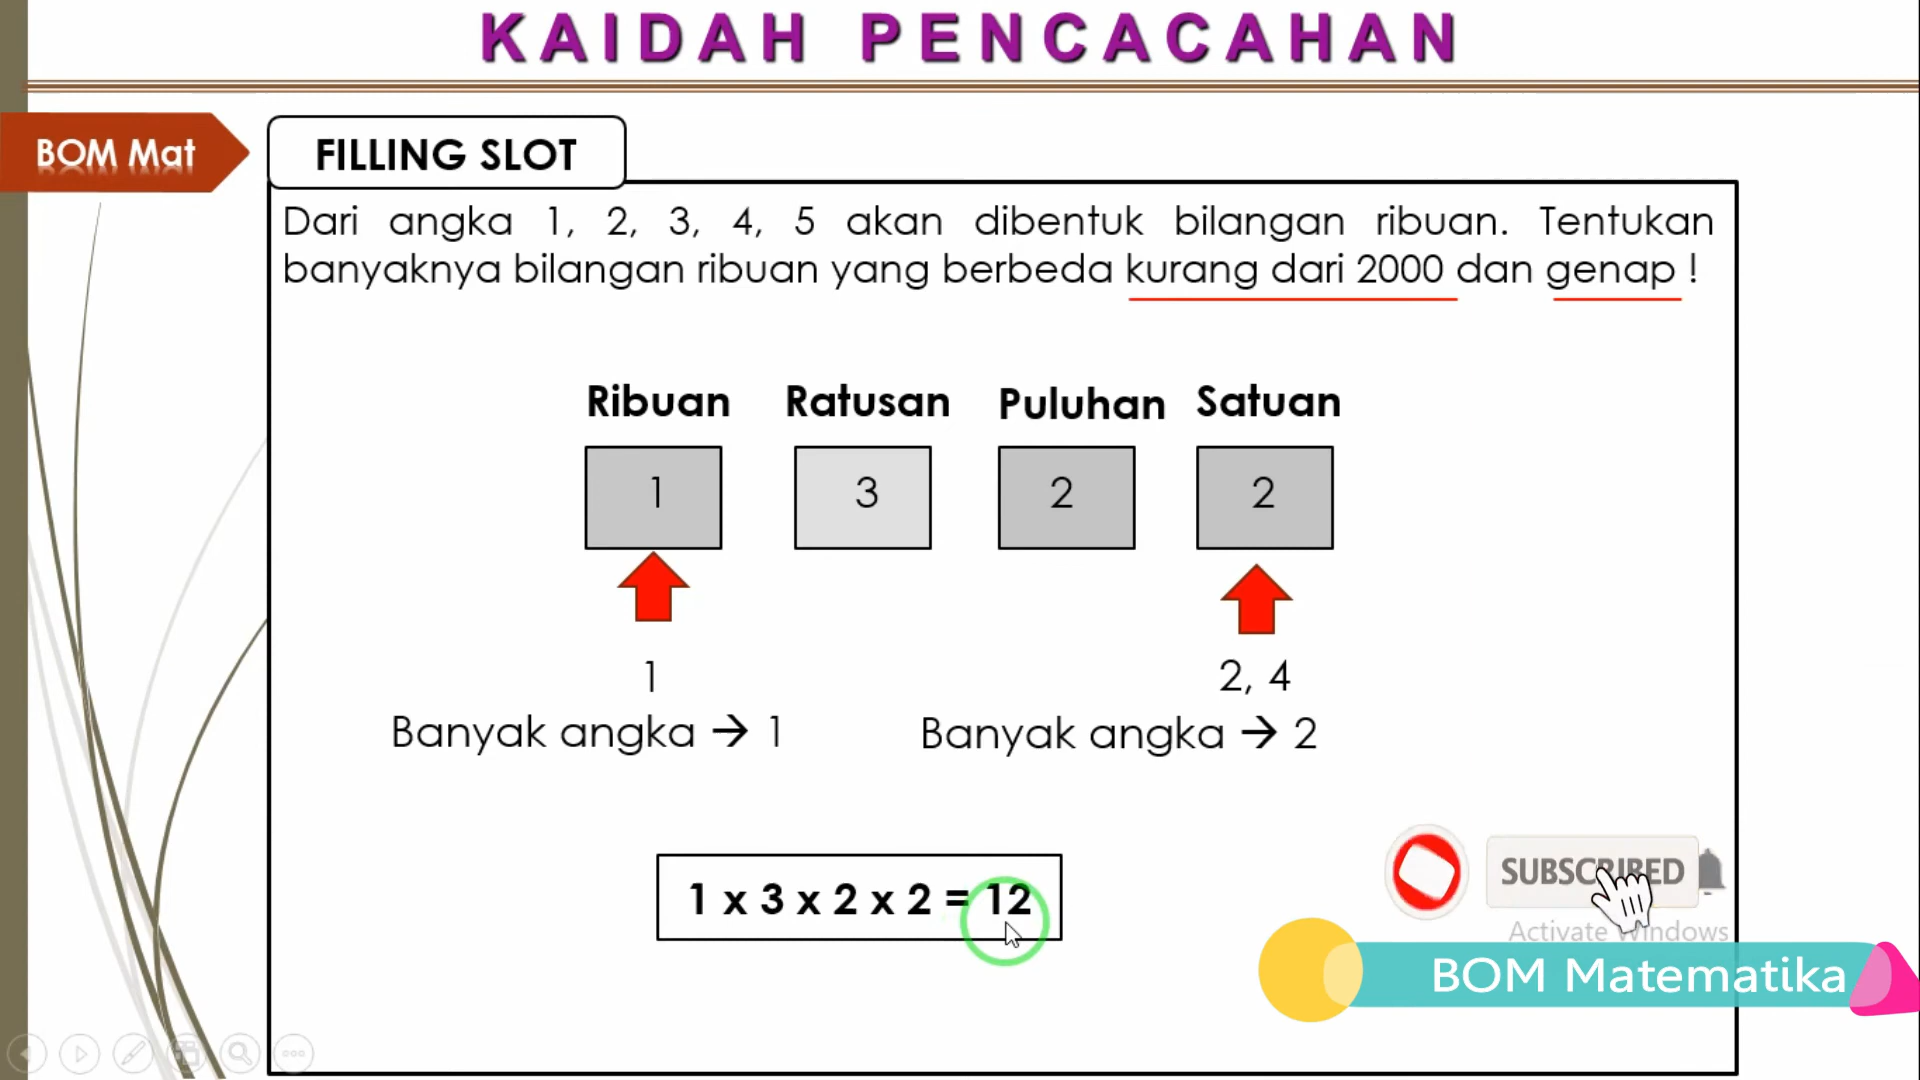 KAIDAH PENCACAHAN
BOM Mat
FILLING SLOT
Dari angka 1, 2, 3, 4, 5 akan dibentuk bilangan ribuan. Tentukan
banyaknya bilangan ribuan yang berbeda kurang dari 2000 dan genap !
Ribuan Ratusan Puluhan Satuan
1 3 2 2
1 2, 4
Banyak angka → 1 Banyak angka → 2
1 x 3 x 2 x 2 = 12
SUBSCRIBED
Activate Windows
BOM Matematika